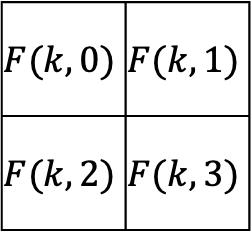 F(k, 0) F(k, 1)
F(k, 2) F(k, 3)